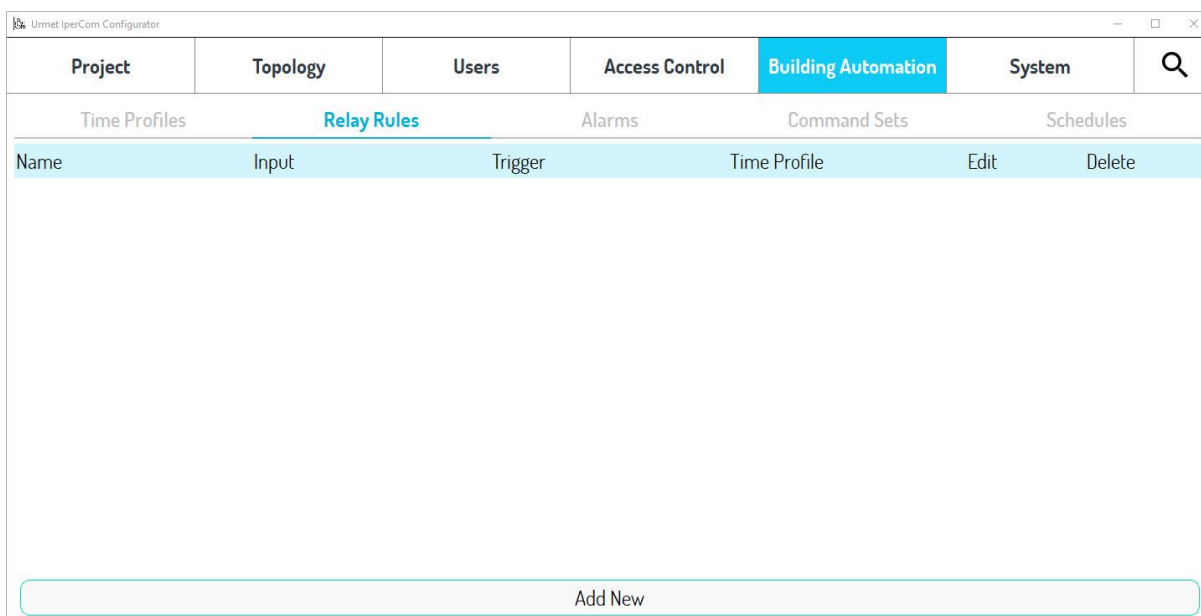 Urmet IperCom Configurator
Project Topology Users Access Control Building Automation System
Time Profiles Relay Rules Alarms Command Sets Schedules
Name Input Trigger Time Profile Edit Delete
Add New